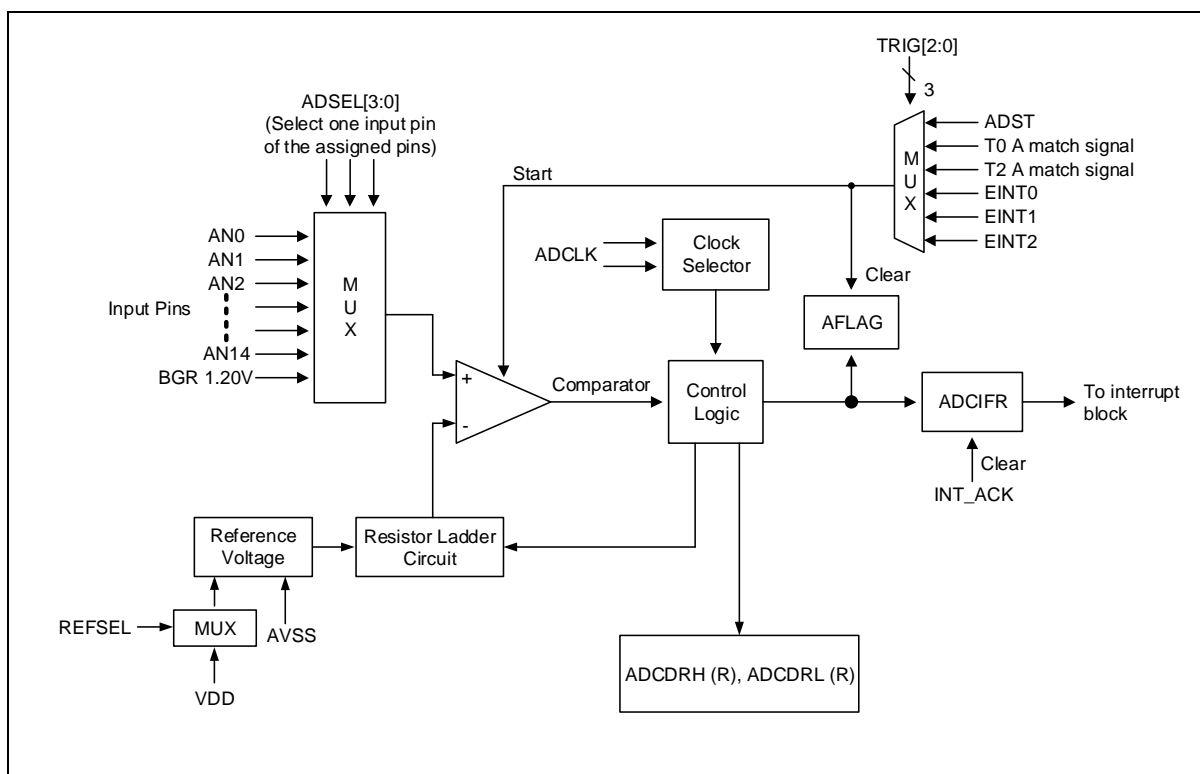 TRIG[2:0]
3
ADSEL[3:0]
(Select one input pin
of the assigned pins)
ADST
T0 A match signal
T2 A match signal
EINT0
EINT1
EINT2
M
U
X
Start
Clear
AN0
AN1
AN2
Input Pins
AN14
BGR 1.20V
M
U
X
ADCLK
Clock
Selector
AFLAG
+
-
Comparator
Control
Logic
ADCIFR
To interrupt
block
Clear
INT_ACK
Reference
Voltage
Resistor Ladder
Circuit
REFSEL
MUX
AVSS
VDD
ADCDRH (R), ADCDRL (R)